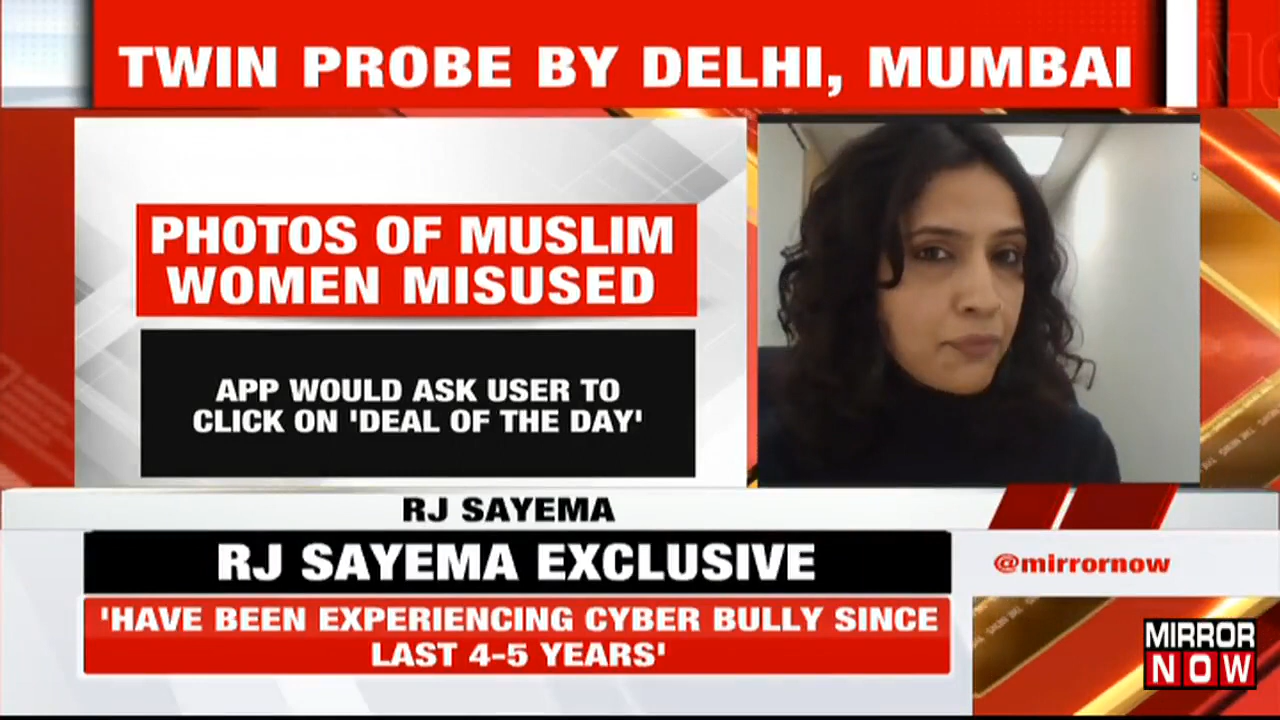 TWIN PROBE BY DELHI, MUMBAI
PHOTOS OF MUSLIM
WOMEN MISUSED
APP WOULD ASK USER TO
CLICK ON 'DEAL OF THE DAY'
RJ SAYEMA
RJ SAYEMA EXCLUSIVE
@mirrornow
'HAVE BEEN EXPERIENCING CYBER BULLY SINCE
LAST 4-5 YEARS'
MIRROR
NOW